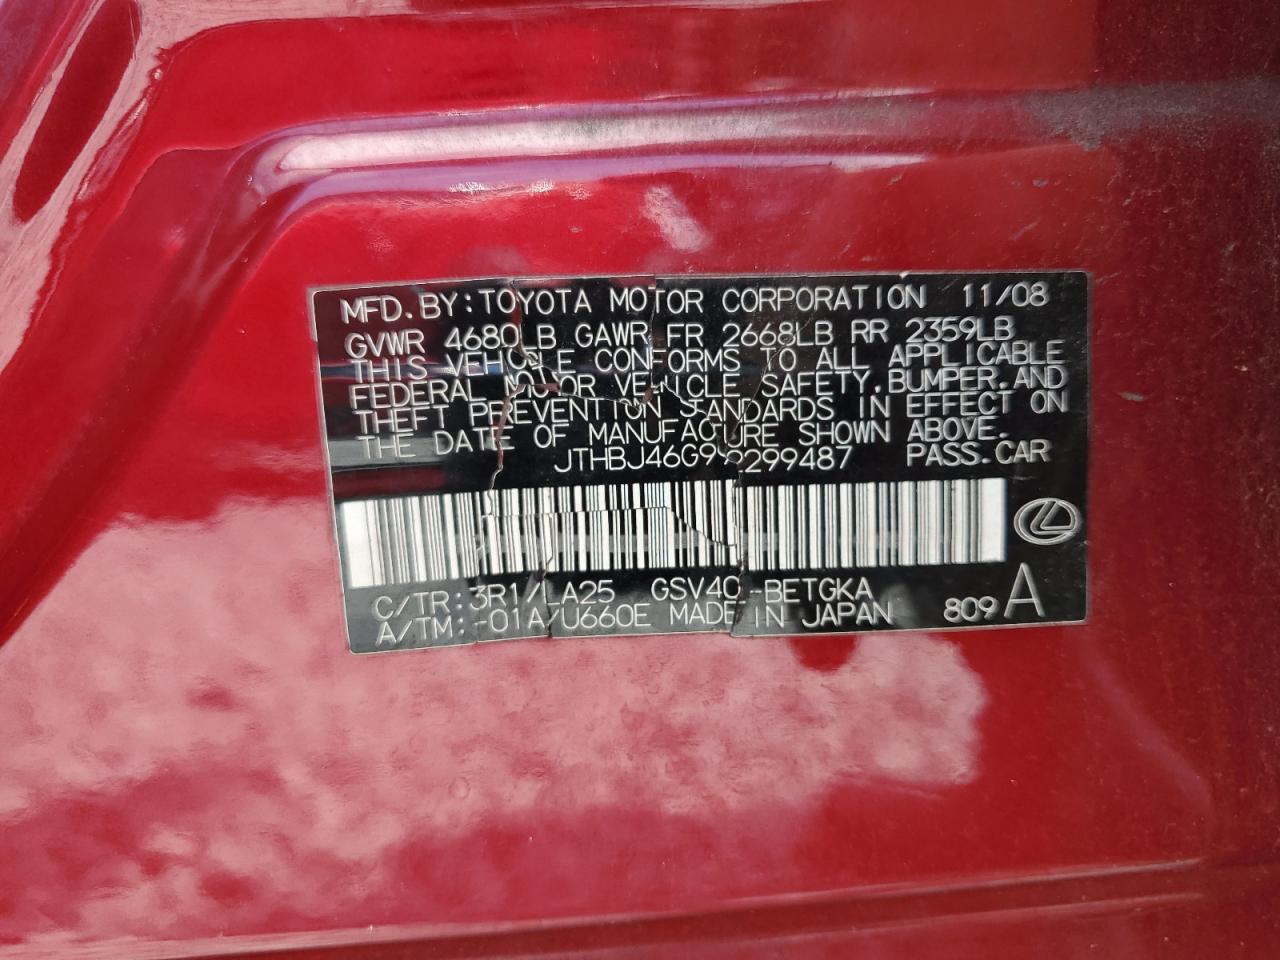 MFD. BY: TOYOTA MOTOR CORPORATION 11/08
GVWR 4680LB GAWR FR 2668LB RR 2359LB
THIS VEHICLE CONFORMS TO ALL APPLICABLE
FEDERAL MOTOR VEHICLE SAFETY, BUMPER, AND
THEFT PREVENTION STANDARDS IN EFFECT ON
THE DATE OF MANUFACTURE SHOWN ABOVE.
PASS. CAR
C/TR: 3R1/LA25 GSV40-BETGKA
A/TM: -01A/U660E MADE IN JAPAN 809 A